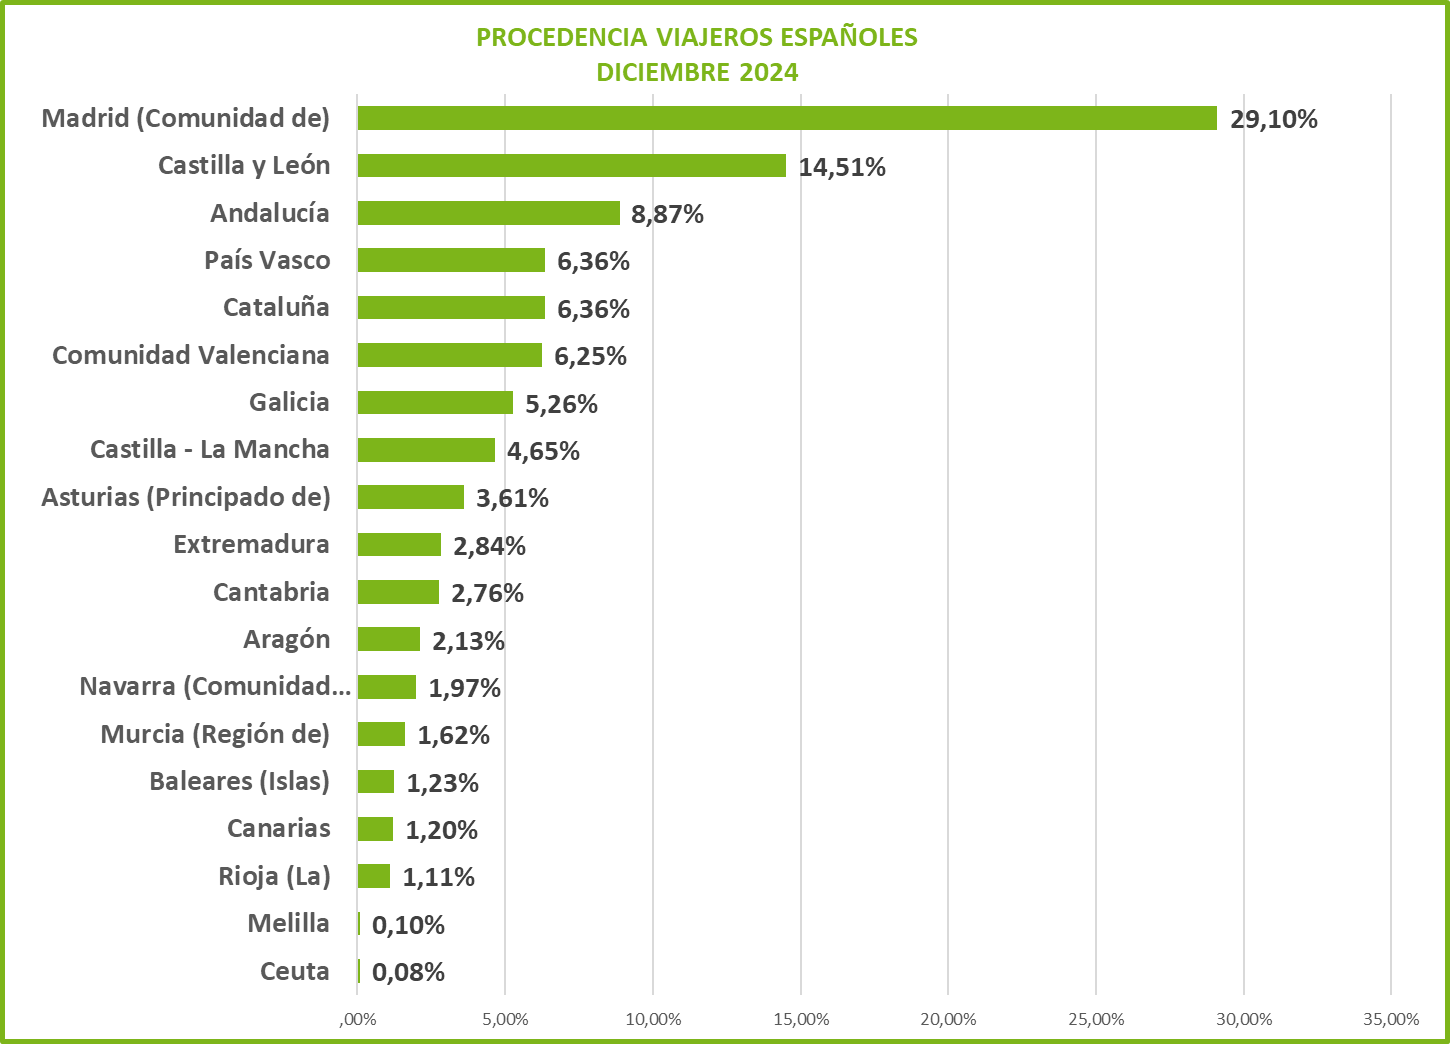 PROCEDENCIA VIAJEROS ESPAÑOLES
DICIEMBRE 2024
Madrid (Comunidad de) 29,10%
Castilla y León 14,51%
Andalucía 8,87%
País Vasco 6,36%
Cataluña 6,36%
Comunidad Valenciana 6,25%
Galicia 5,26%
Castilla - La Mancha 4,65%
Asturias (Principado de) 3,61%
Extremadura 2,84%
Cantabria 2,76%
Aragón 2,13%
Navarra (Comunidad... 1,97%
Murcia (Región de) 1,62%
Baleares (Islas) 1,23%
Canarias 1,20%
Rioja (La) 1,11%
Melilla 0,10%
Ceuta 0,08%
,00% 5,00% 10,00% 15,00% 20,00% 25,00% 30,00% 35,00%